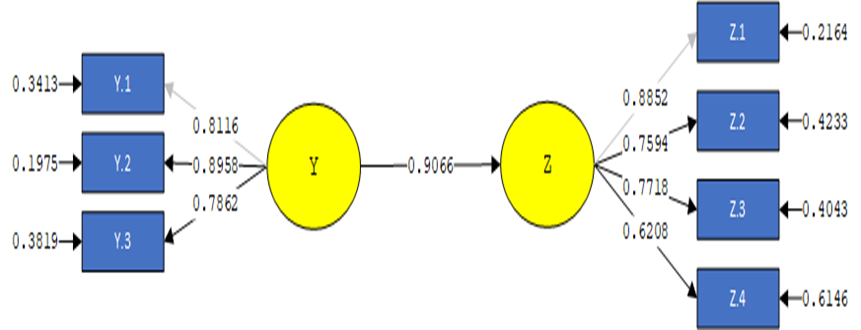 0.3413 Y.1
0.1975 Y.2
0.3819 Y.3
0.8116
0.8958
0.7862
Y
0.9066
Z
0.8852
0.7594
0.7718
0.6208
Z.1 0.2164
Z.2 0.4233
Z.3 0.4043
Z.4 0.6146